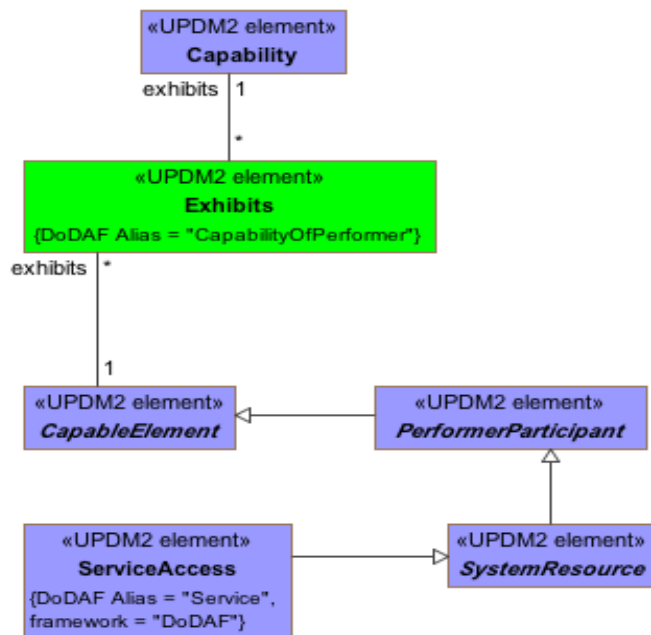 «UPDM2 element»
Capability
exhibits 1
*
«UPDM2 element»
Exhibits
{DoDAF Alias = "CapabilityOfPerformer"}
exhibits *
1
«UPDM2 element»
CapableElement
«UPDM2 element»
PerformerParticipant
«UPDM2 element»
ServiceAccess
{DoDAF Alias = "Service",
framework = "DoDAF"}
«UPDM2 element»
SystemResource